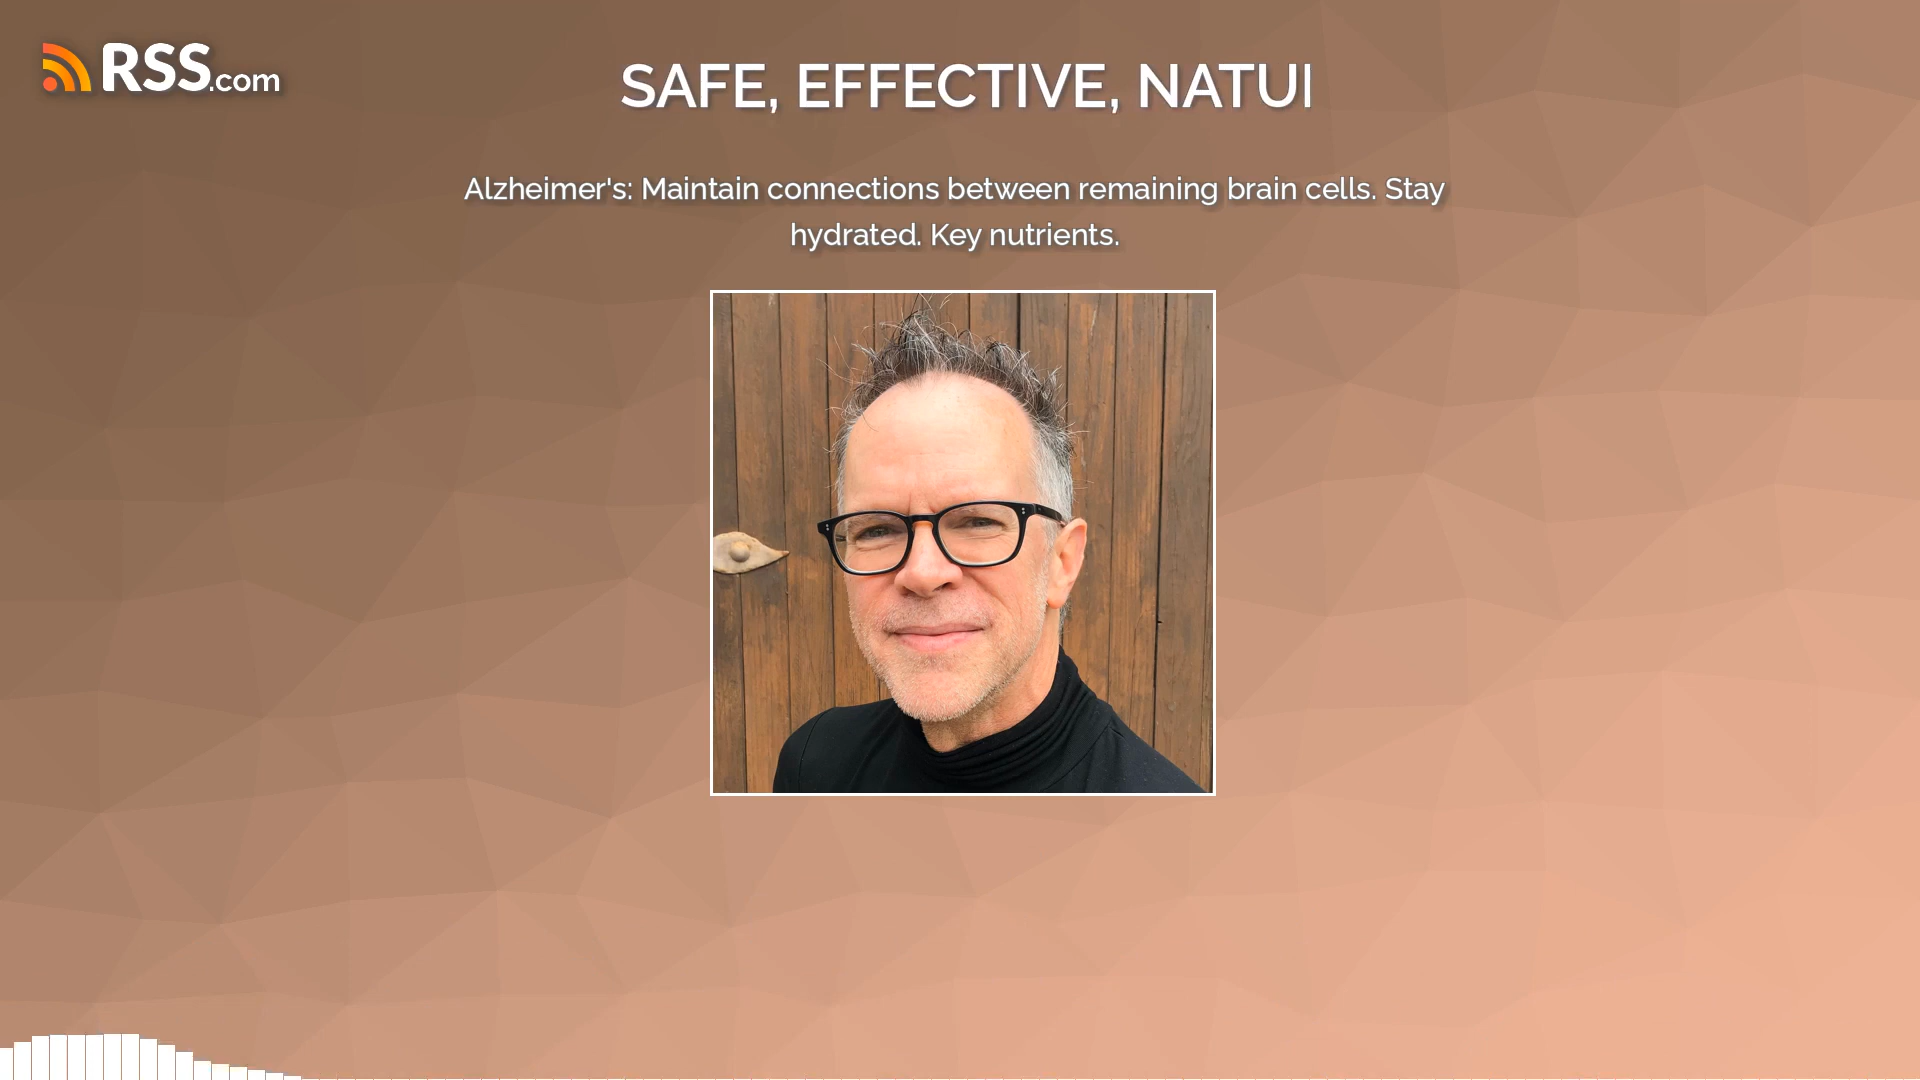 RSS.com
SAFE, EFFECTIVE, NATU
Alzheimer's: Maintain connections between remaining brain cells. Stay
hydrated. Key nutrients.